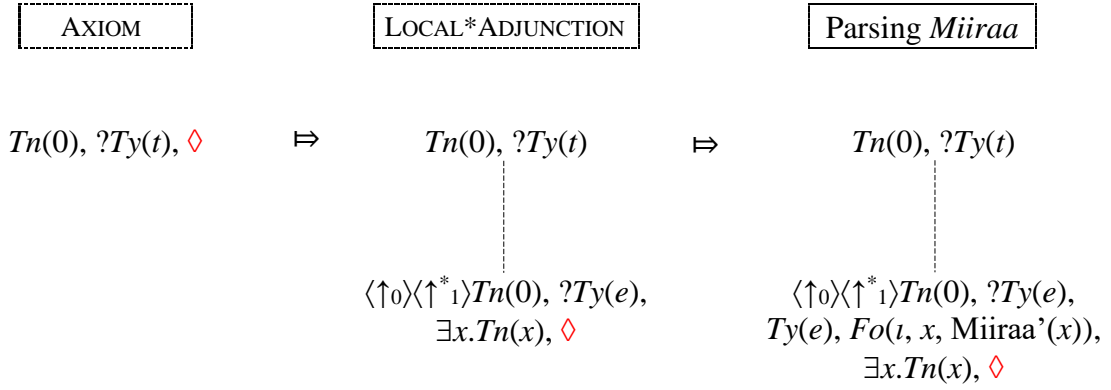 AXIOM LOCAL*ADJUNCTION Parsing Miiraa
Tn(0), ?Ty(t), ◊ ⤇ Tn(0), ?Ty(t) ⤇ Tn(0), ?Ty(t)
⟨↑₀⟩⟨↑*₁⟩Tn(0), ?Ty(e), ⟨↑₀⟩⟨↑*₁⟩Tn(0), ?Ty(e),
∃x.Tn(x), ◊ Ty(e), Fo(ι, x, Miiraa’(x)),
∃x.Tn(x), ◊